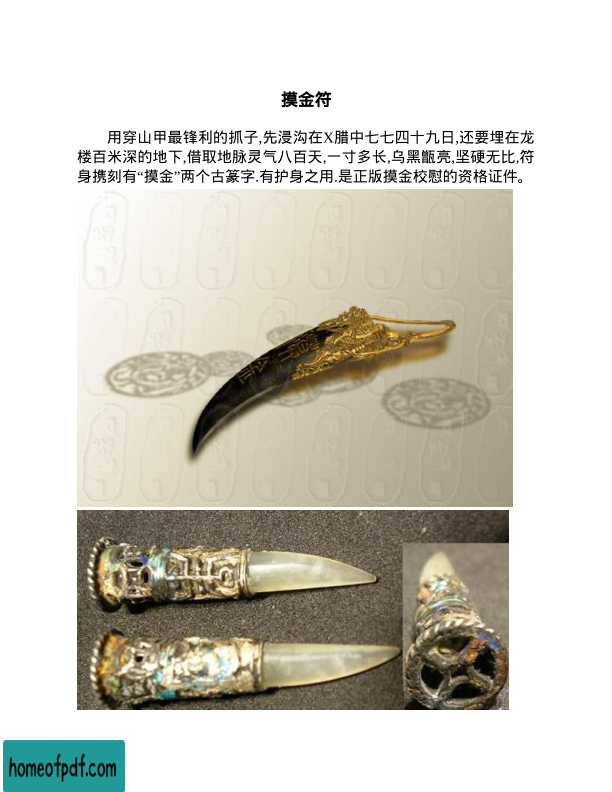 摸金符
用穿山甲最锋利的抓子,先浸沟在X腊中七七四十九日,还要埋在龙
楼百米深的地下,借取地脉灵气八百天,一寸多长,乌黑甑亮,坚硬无比,符
身携刻有“摸金”两个古篆字.有护身之用.是正版摸金校慰的资格证件。
homeofpdf.com